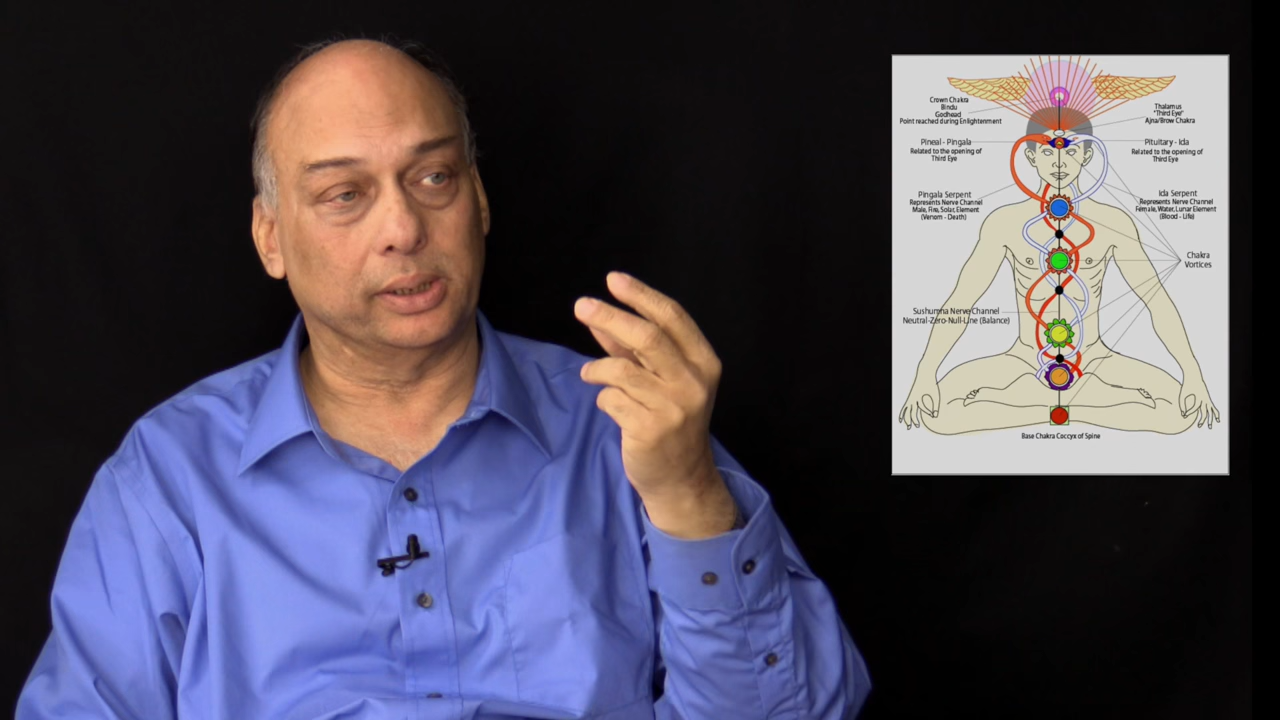 Crown Chakra
Bindu
Godhead
Point reached during Enlightenment
Thalamus
"Third Eye"
Ajna/Brow Chakra
Pineal - Pingala
Related to the opening of
Third Eye
Pituitary - Ida
Related to the opening of
Third Eye
Pingala Serpent
Represents Nerve Channel
Male, Fire, Solar, Element
(Venom - Death)
Ida Serpent
Represents Nerve Channel
Female, Water, Lunar Element
(Blood - Life)
Chakra
Vortices
Sushumna Nerve Channel
Neutral-Zero-Null-Line (Balance)
Base Chakra Coccyx of Spine